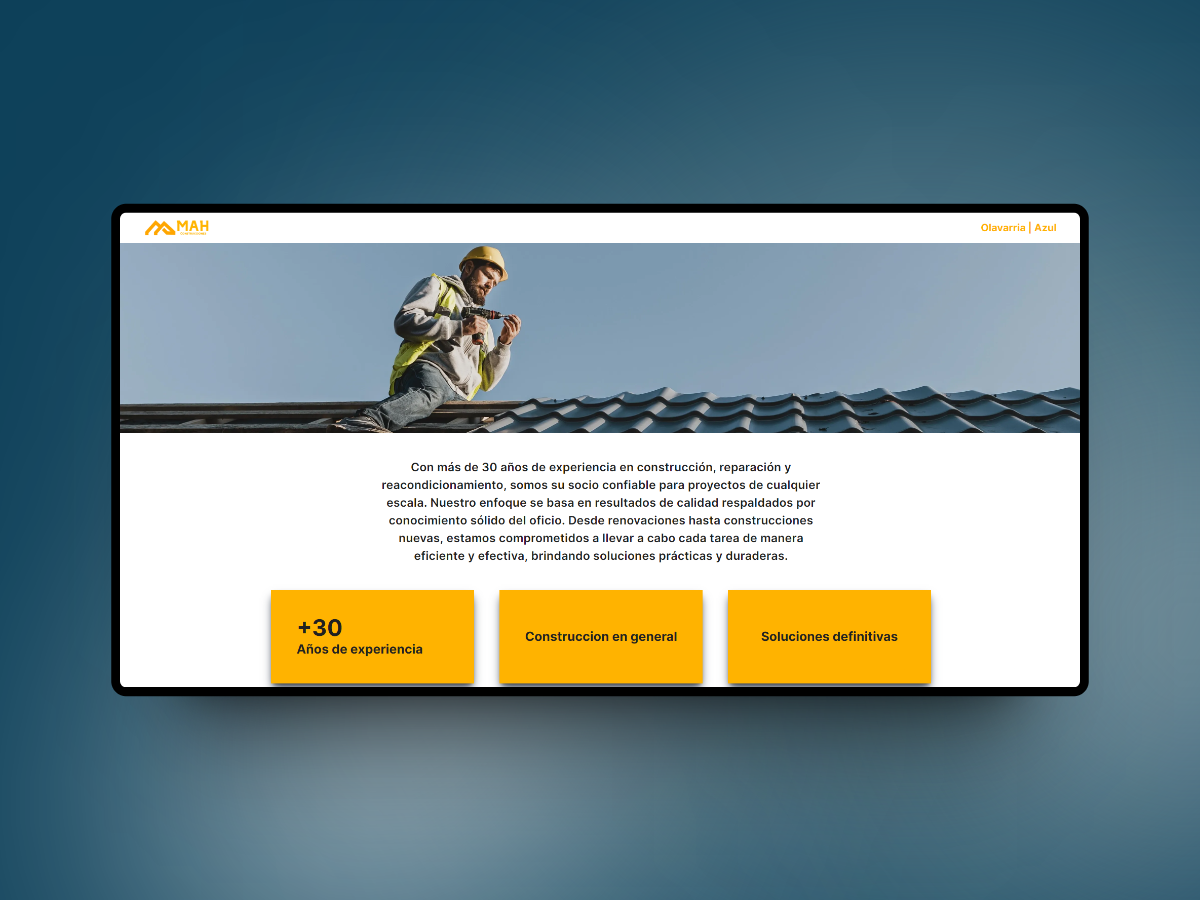 MAH
Olavarria | Azul
Con más de 30 años de experiencia en construcción, reparación y
reacondicionamiento, somos su socio confiable para proyectos de cualquier
escala. Nuestro enfoque se basa en resultados de calidad respaldados por
conocimiento sólido del oficio. Desde renovaciones hasta construcciones
nuevas, estamos comprometidos a llevar a cabo cada tarea de manera
eficiente y efectiva, brindando soluciones prácticas y duraderas.
+30
Años de experiencia
Construccion en general
Soluciones definitivas